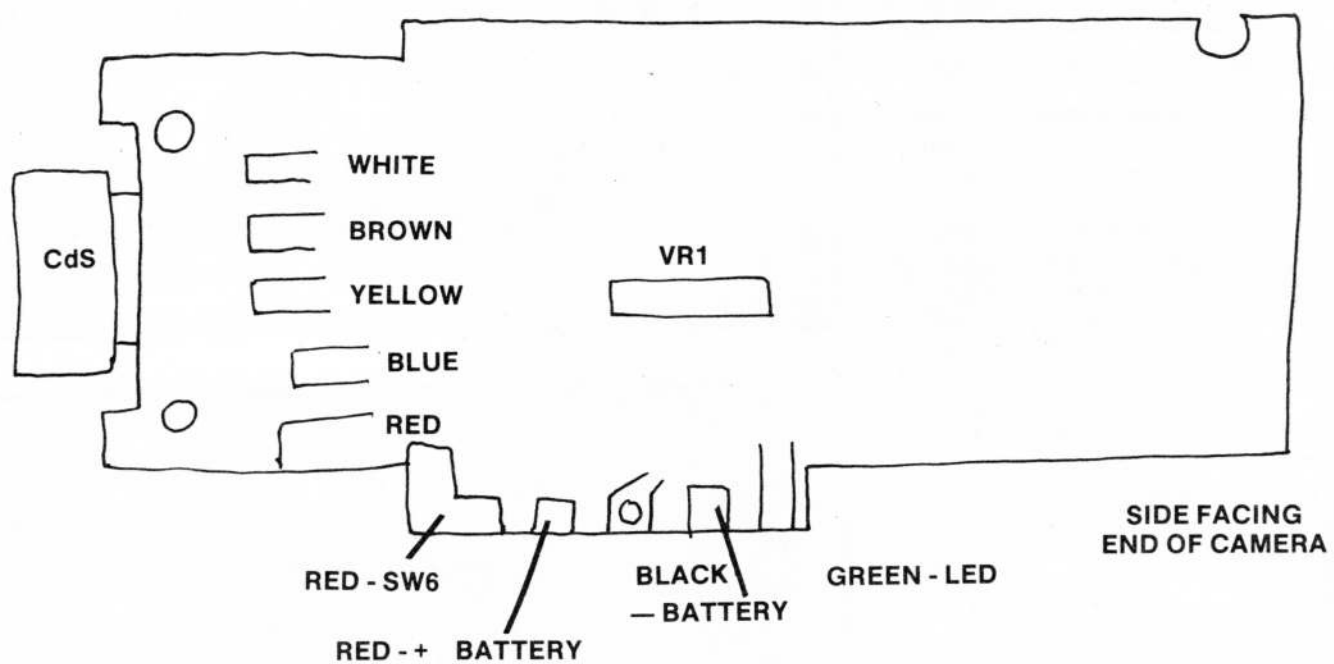 WHITE
BROWN
CdS
VR1
YELLOW
BLUE
RED
SIDE FACING
END OF CAMERA
RED - SW6
BLACK
— BATTERY
GREEN - LED
RED - + BATTERY